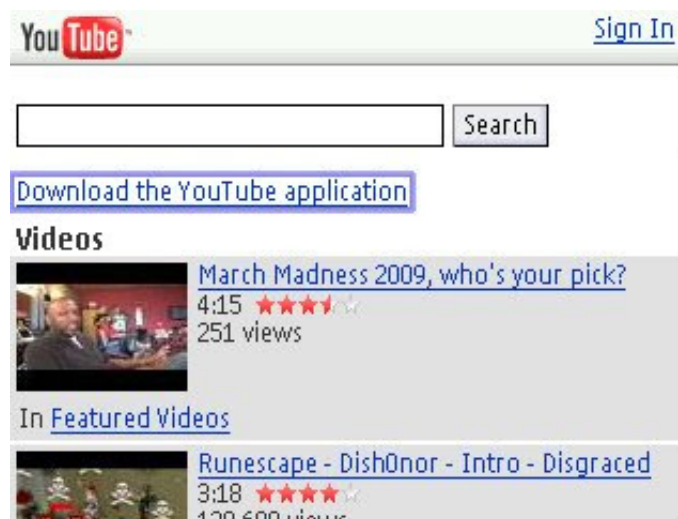 YouTube
Sign In
Search
Download the YouTube application
Videos
March Madness 2009, who's your pick?
4:15
251 views
In Featured Videos
Runescape - Dish0nor - Intro - Disgraced
3:18
views